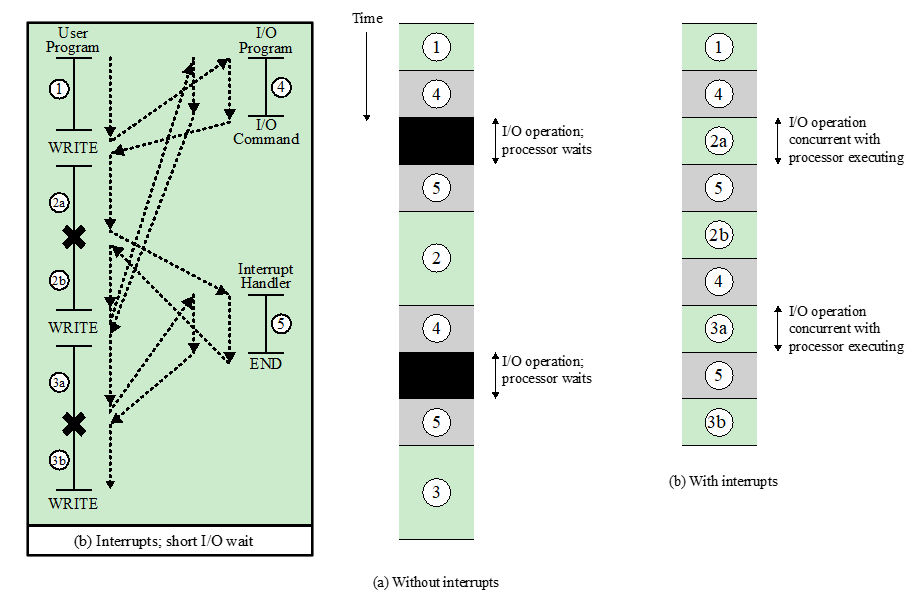 User
Program
I/O
Program
1
4
I/O
Command
WRITE
2a
2b
Interrupt
Handler
WRITE
5
END
3a
3b
WRITE
(b) Interrupts; short I/O wait
Time
1
4
I/O operation;
processor waits
5
2
4
I/O operation;
processor waits
5
3
(a) Without interrupts
1
4
2a
I/O operation
concurrent with
processor executing
5
2b
4
3a
I/O operation
concurrent with
processor executing
5
3b
(b) With interrupts